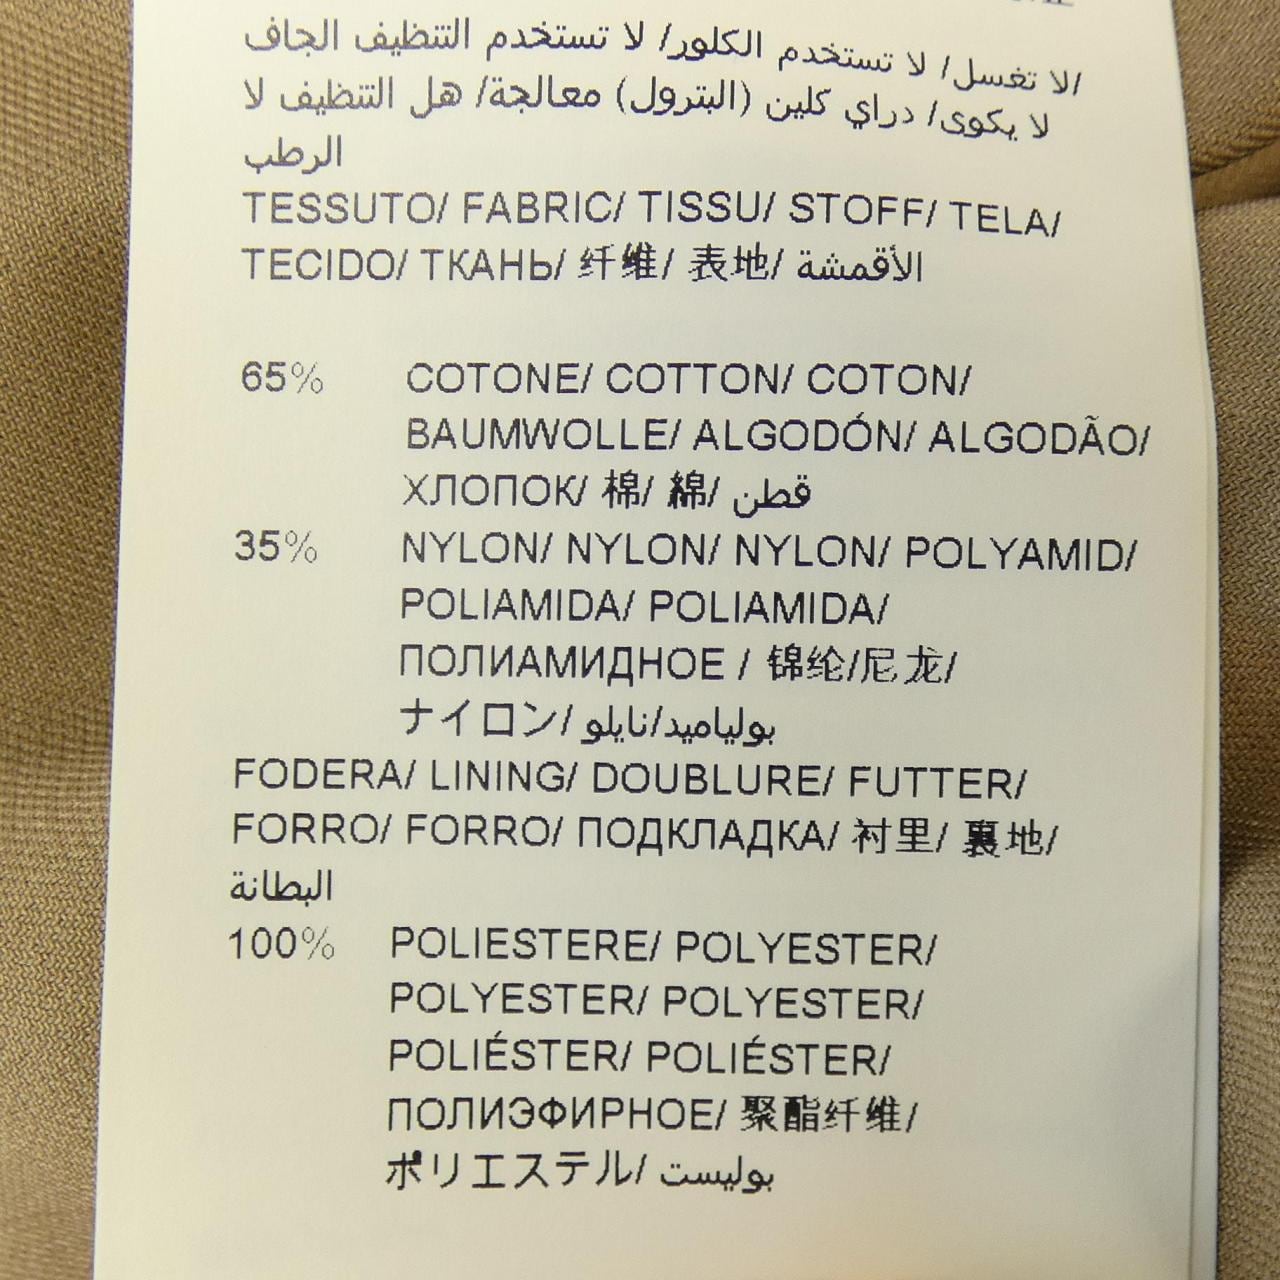 /لا تغسل/ لا تستخدم الكلور/ لا تستخدم التنظيف الجاف
لا يكوى/ دراي كلين (البترول) معالجة/ هل التنظيف لا
الرطب
TESSUTO/ FABRIC/ TISSU/ STOFF/ TELA/
TECIDO/ ТКАНЬ/ 纤维/ 表地/ الأقمشة
65% COTONE/ COTTON/ COTON/
BAUMWOLLE/ ALGODÓN/ ALGODÃO/
ХЛОПОК/ 棉/ 綿/ قطن
35% NYLON/ NYLON/ NYLON/ POLYAMID/
POLIAMIDA/ POLIAMIDA/
ПОЛИАМИДНОЕ / 锦纶/尼龙/
ナイロン/ بولياميد/نايلو
FODERA/ LINING/ DOUBLURE/ FUTTER/
FORRO/ FORRO/ ПОДКЛАДКА/ 衬里/ 裏地/
البطانة
100% POLIESTERE/ POLYESTER/
POLYESTER/ POLYESTER/
POLIÉSTER/ POLIÉSTER/
ПОЛИЭФИРНОЕ/ 聚酯纤维/
ポリエステル/ بوليست